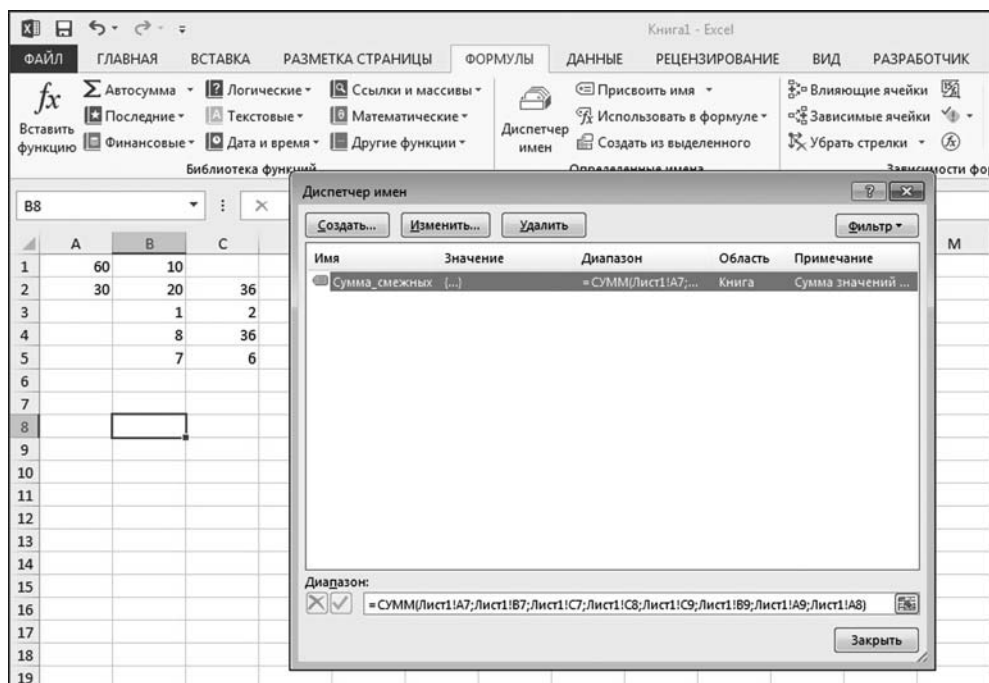 Книга1 - Excel
ФАЙЛ ГЛАВНАЯ ВСТАВКА РАЗМЕТКА СТРАНИЦЫ ФОРМУЛЫ ДАННЫЕ РЕЦЕНЗИРОВАНИЕ ВИД РАЗРАБОТЧИК
fx Вставить функцию
Σ Автосумма
Последние
Финансовые
Логические
Текстовые
Дата и время
Ссылки и массивы
Математические
Другие функции
Библиотека функций
Диспетчер имен
Присвоить имя
Использовать в формуле
Создать из выделенного
Определенные имена
Влияющие ячейки
Зависимые ячейки
Убрать стрелки
Зависимости фо
B8
A B C M
1 60 10
2 30 20 36
3 1 2
4 8 36
5 7 6
6
7
8
9
10
11
12
13
14
15
16
17
18
19
Диспетчер имен
Создать... Изменить... Удалить Фильтр
Имя Значение Диапазон Область Примечание
Сумма_смежных {...} =СУММ(Лист1!A7;... Книга Сумма значений ...
Диапазон:
=СУММ(Лист1!A7;Лист1!B7;Лист1!C7;Лист1!C8;Лист1!C9;Лист1!B9;Лист1!A9;Лист1!A8)
Закрыть